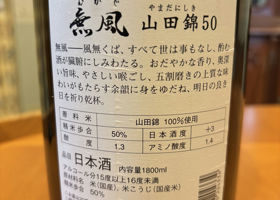 やまだにしき
無風 山田錦50
無風──風無くば、すべて世は事もなし、酌む
酒が臓腑にしみわたる。おだやかな香り、奥深
い旨味、やさしい喉ごし、五割磨きの上質な味
わいがもたらす余韻に身をゆだね、明日の良き
日を祈り乾杯。
原料米 山田錦 100%使用
精米歩合 50% 日本酒度 +3
酸度 1.3 アミノ酸度 1.4
品目 日本酒 内容量1800ml
アルコール分15度以上16度未満
原材料名 米(国産)、米こうじ(国産米)
精米歩合 50%